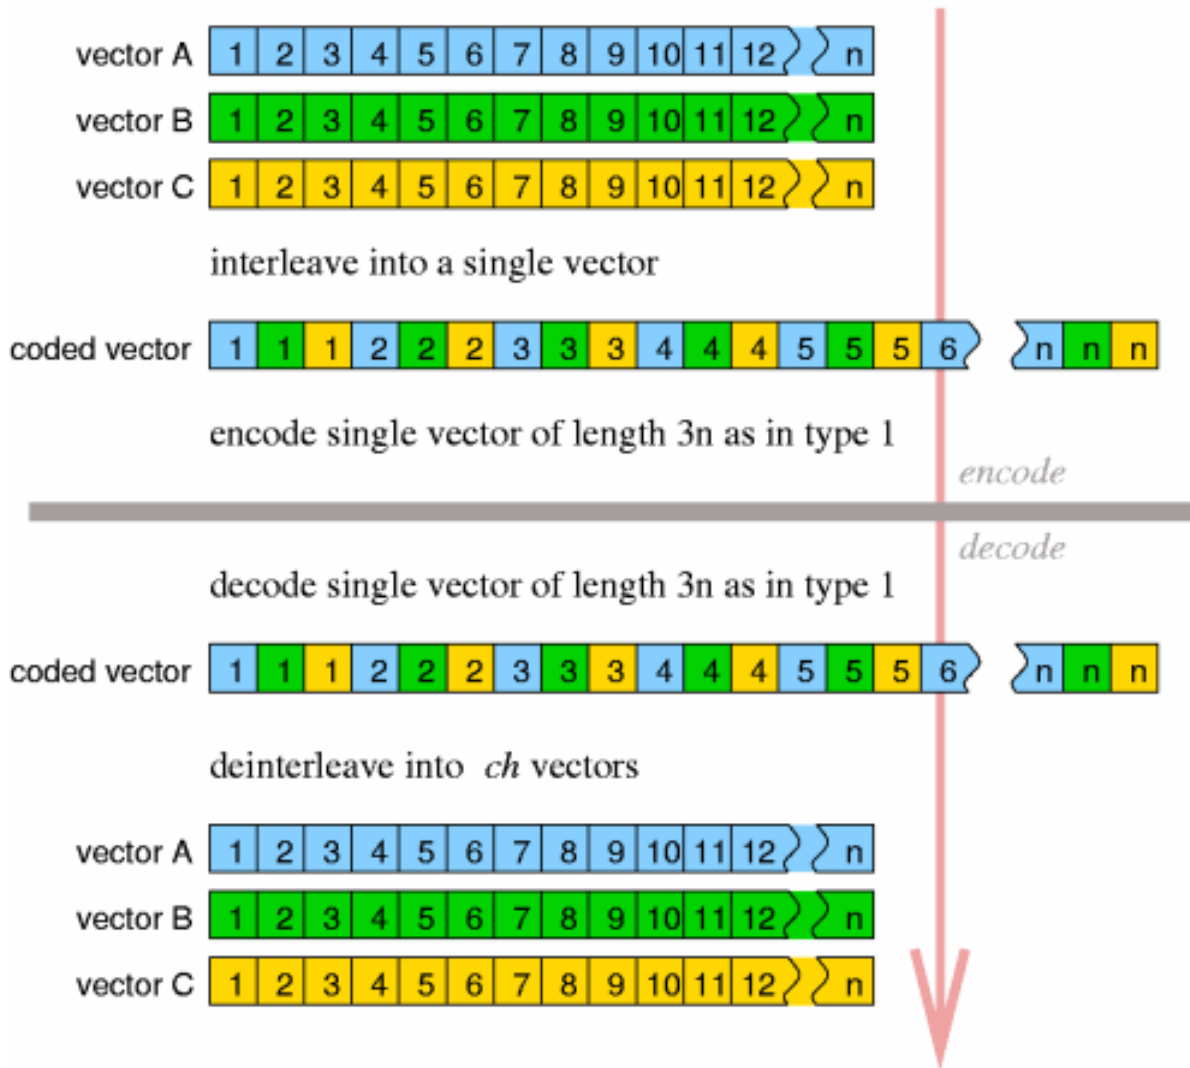 vector A 1 2 3 4 5 6 7 8 9 10 11 12 n
vector B 1 2 3 4 5 6 7 8 9 10 11 12 n
vector C 1 2 3 4 5 6 7 8 9 10 11 12 n
interleave into a single vector
coded vector 1 1 1 2 2 2 3 3 3 4 4 4 5 5 5 6 n n n
encode single vector of length 3n as in type 1
encode
decode
decode single vector of length 3n as in type 1
coded vector 1 1 1 2 2 2 3 3 3 4 4 4 5 5 5 6 n n n
deinterleave into ch vectors
vector A 1 2 3 4 5 6 7 8 9 10 11 12 n
vector B 1 2 3 4 5 6 7 8 9 10 11 12 n
vector C 1 2 3 4 5 6 7 8 9 10 11 12 n